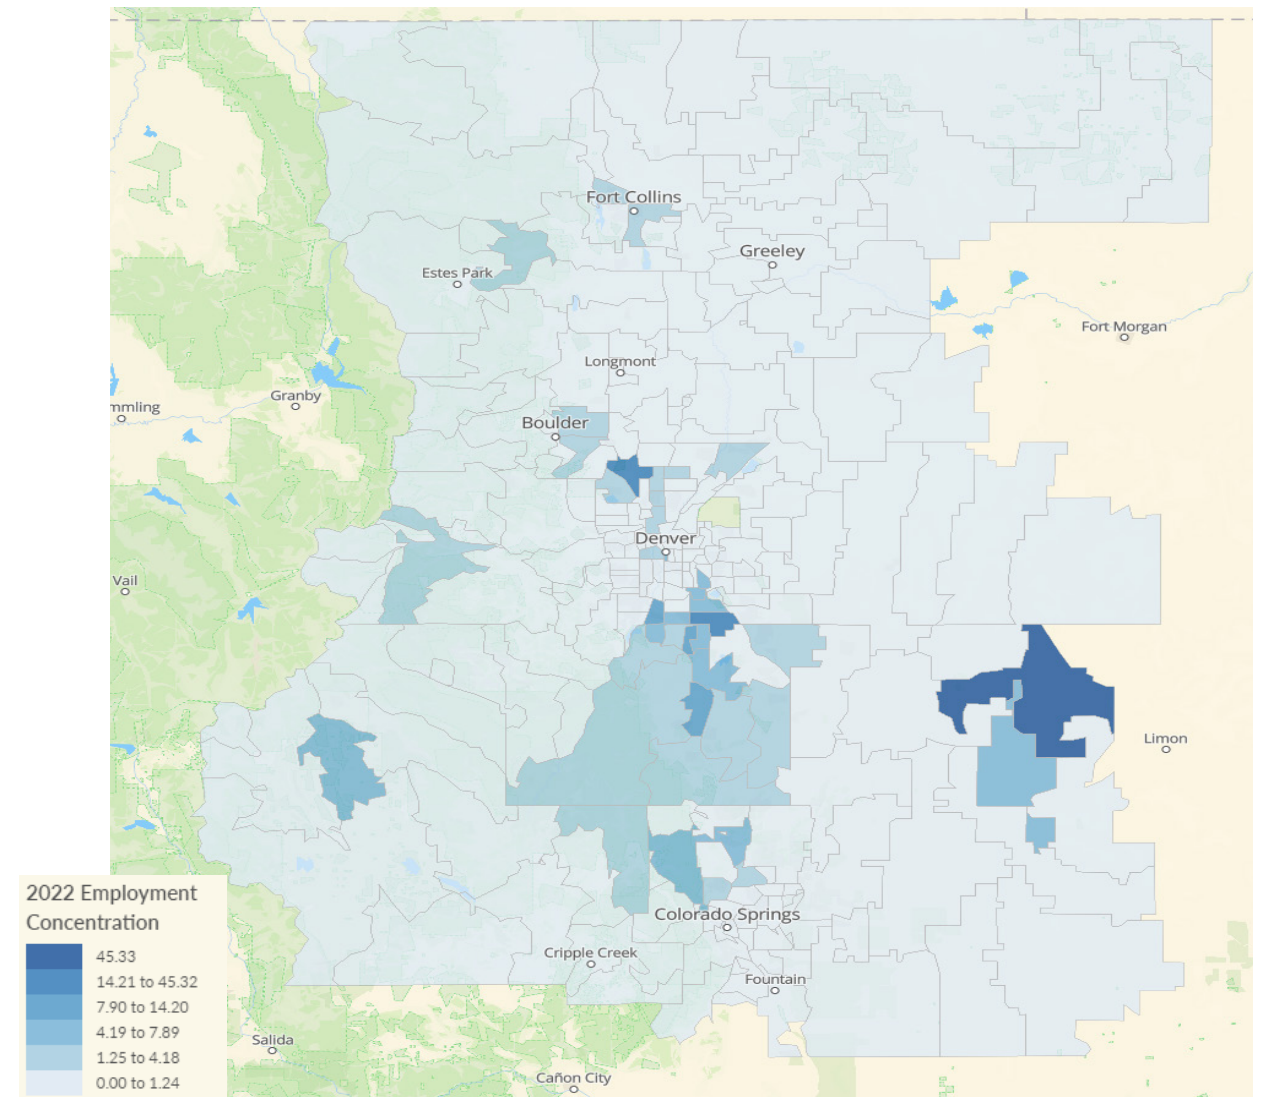 Fort Collins
Greeley
Estes Park
Fort Morgan
Longmont
Granby
mmling
Boulder
Denver
Vail
Limon
2022 Employment
Concentration
45.33
14.21 to 45.32
7.90 to 14.20
4.19 to 7.89
1.25 to 4.18
0.00 to 1.24
Colorado Springs
Cripple Creek
Fountain
Salida
Cañon City